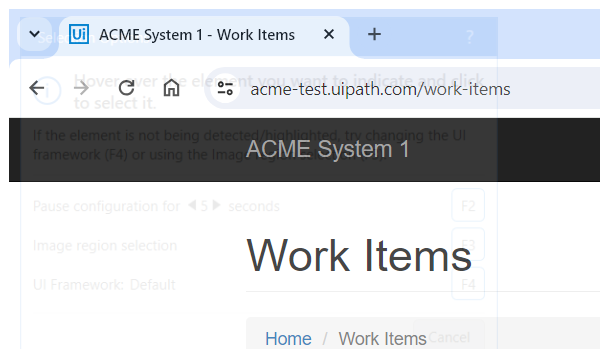 Ui ACME System 1 - Work Items
?
Hover over the element you want to indicate and click
to select it.
acme-test.uipath.com/work-items
If the element is not being detected/highlighted, try changing the UI
framework (F4) or using the Image region
ACME System 1
Pause configuration for 5 seconds F2
Image region selection F3
Work Items
UI Framework: Default F4
Home / Work Items Cancel